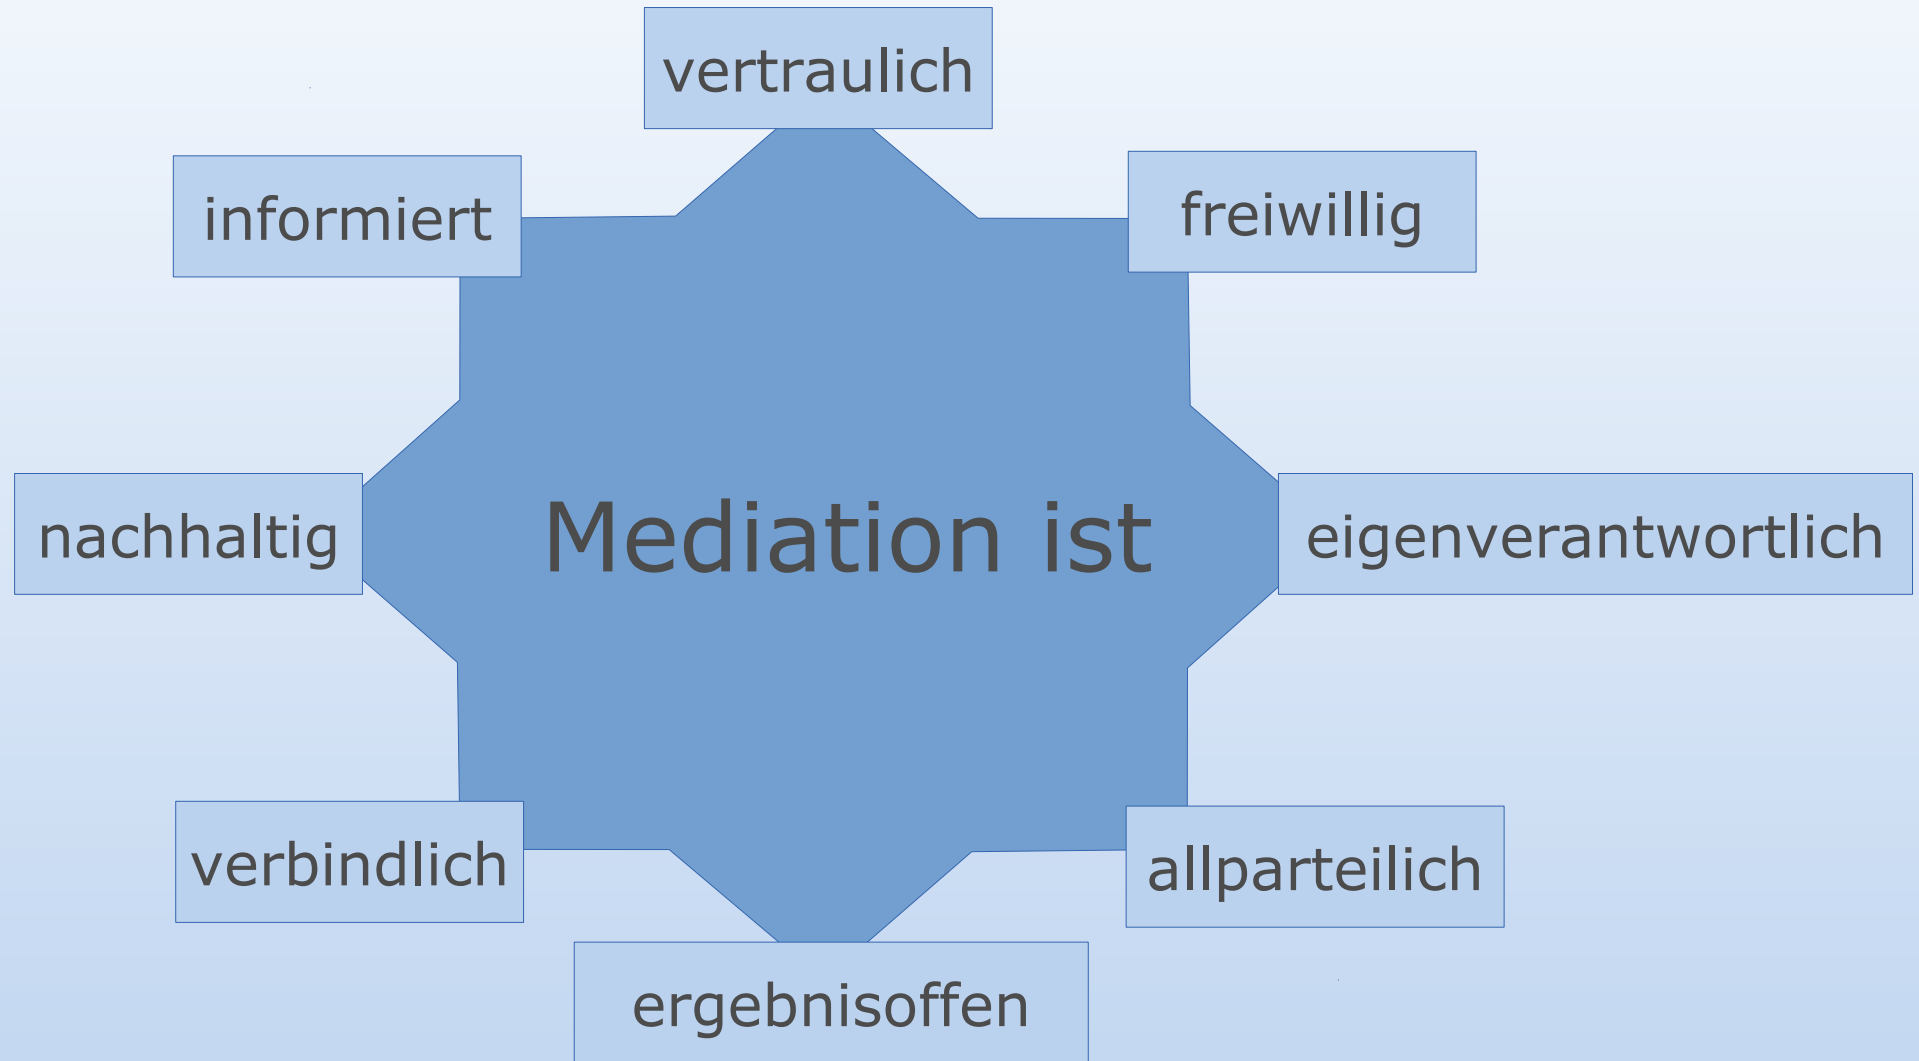 vertraulich
informiert
freiwillig
nachhaltig
Mediation ist
eigenverantwortlich
verbindlich
allparteilich
ergebnisoffen